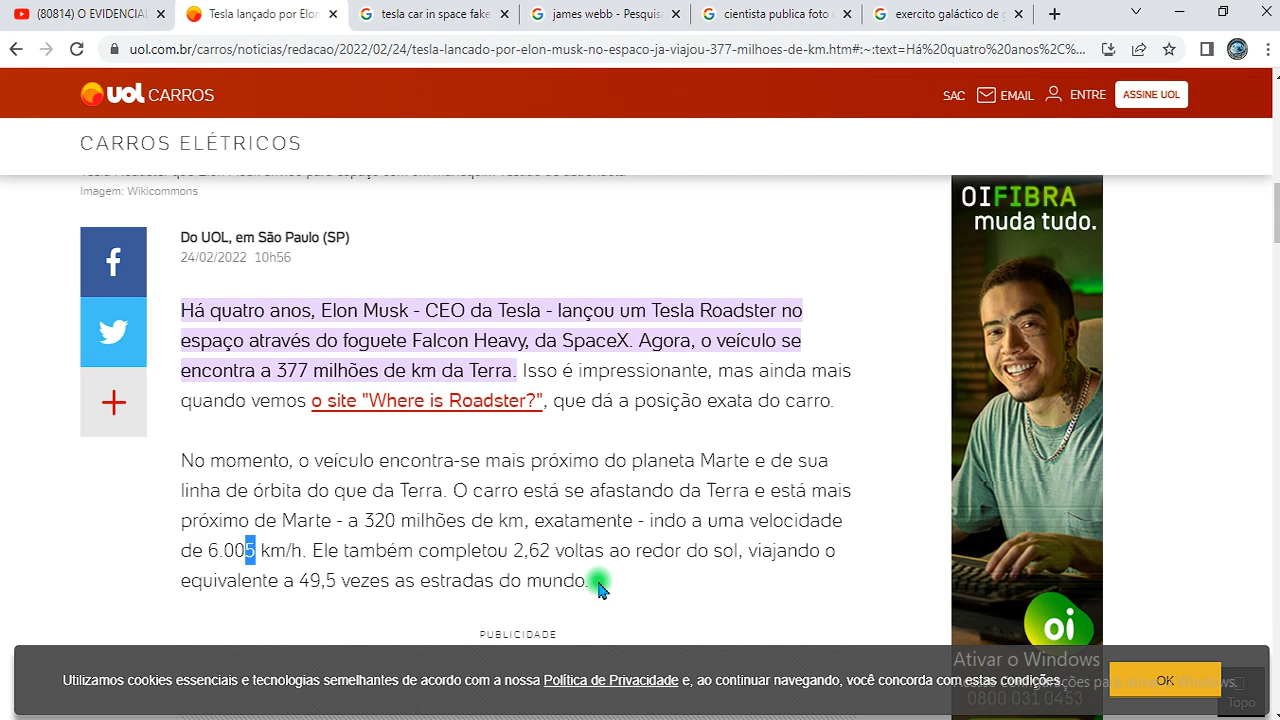 (80814) O EVIDENCIAL
Tesla lançado por Elon
tesla car in space fake
james webb - Pesquisa
cientista publica foto
exercito galáctico de
uol.com.br/carros/noticias/redacao/2022/02/24/tesla-lancado-por-elon-musk-no-espaco-ja-viajou-377-milhoes-de-km.htm#:~:text=Há%20quatro%20anos%2C%...
uol CARROS
SAC
EMAIL
ENTRE
ASSINE UOL
CARROS ELÉTRICOS
Imagem: Wikicommons
Do UOL, em São Paulo (SP)
24/02/2022 10h56
Há quatro anos, Elon Musk - CEO da Tesla - lançou um Tesla Roadster no
espaço através do foguete Falcon Heavy, da SpaceX. Agora, o veículo se
encontra a 377 milhões de km da Terra. Isso é impressionante, mas ainda mais
quando vemos o site "Where is Roadster?", que dá a posição exata do carro.
No momento, o veículo encontra-se mais próximo do planeta Marte e de sua
linha de órbita do que da Terra. O carro está se afastando da Terra e está mais
próximo de Marte - a 320 milhões de km, exatamente - indo a uma velocidade
de 6.005 km/h. Ele também completou 2,62 voltas ao redor do sol, viajando o
equivalente a 49,5 vezes as estradas do mundo.
PUBLICIDADE
OI FIBRA
muda tudo.
oi
0800 031 0453
Utilizamos cookies essenciais e tecnologias semelhantes de acordo com a nossa Política de Privacidade e, ao continuar navegando, você concorda com estas condições.
OK
Ativar o Windows
Topo